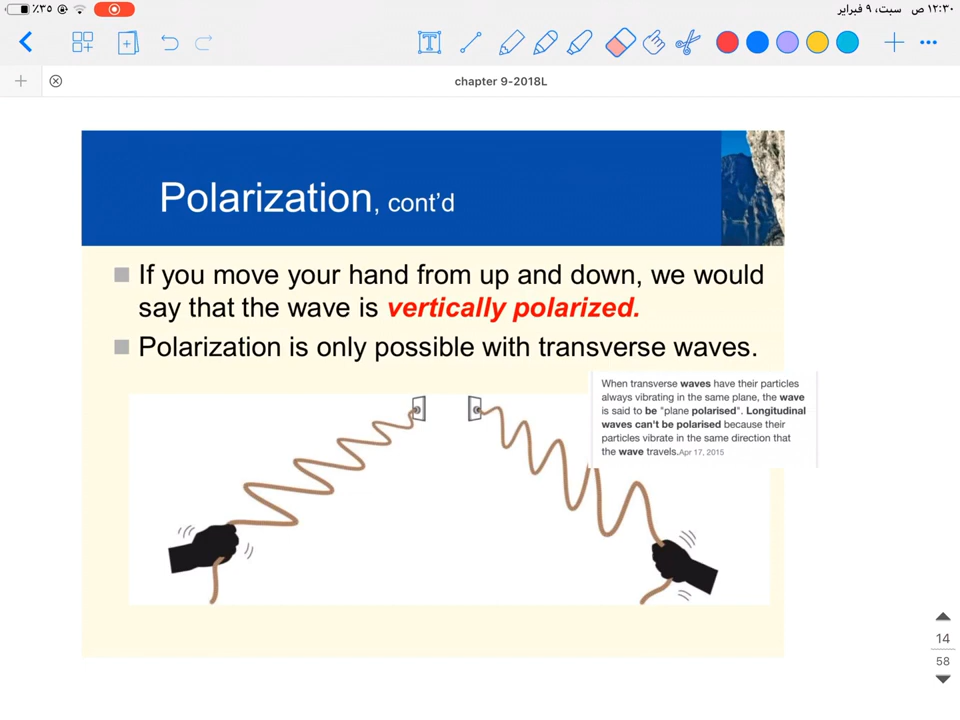 ٪٣٥ ١٢:٣٠ ص سبت، ٩ فبراير
chapter 9-2018L
Polarization, cont'd
If you move your hand from up and down, we would
say that the wave is vertically polarized.
Polarization is only possible with transverse waves.
When transverse waves have their particles
always vibrating in the same plane, the wave
is said to be "plane polarised". Longitudinal
waves can't be polarised because their
particles vibrate in the same direction that
the wave travels.Apr 17, 2015
14
58